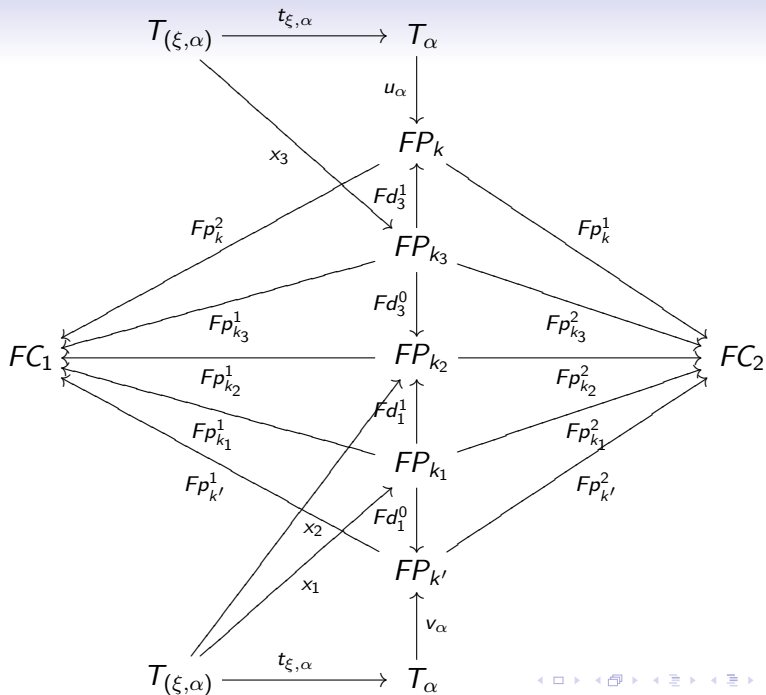 T_{(ξ,α)} t_{ξ,α} T_α
u_α
FP_k
x_3 Fd_3^1
Fp_k^2 Fp_k^1
FP_{k_3}
Fd_3^0
Fp_{k_3}^1 Fp_{k_3}^2
FC_1 FP_{k_2} FC_2
Fp_{k_2}^1 Fp_{k_2}^2
Fd_1^1
Fp_{k_1}^1 Fp_{k_1}^2
FP_{k_1}
Fp_{k'}^1 Fp_{k'}^2
x_2 Fd_1^0
x_1
FP_{k'}
v_α
T_{(ξ,α)} t_{ξ,α} T_α